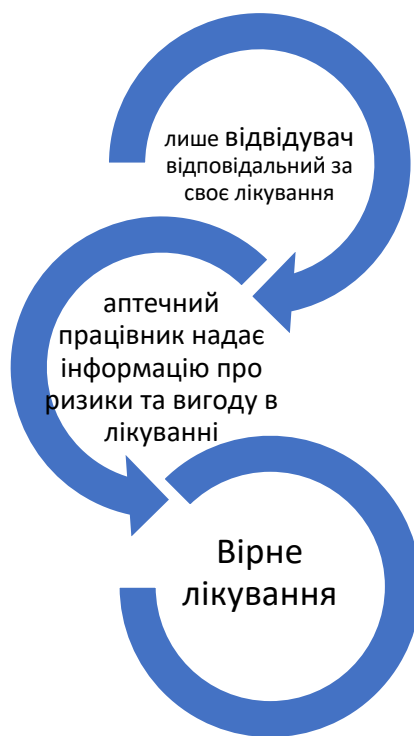 лише відвідувач
відповідальний за
своє лікування
аптечний
працівник надає
інформацію про
ризики та вигоду в
лікуванні
Вірне
лікування